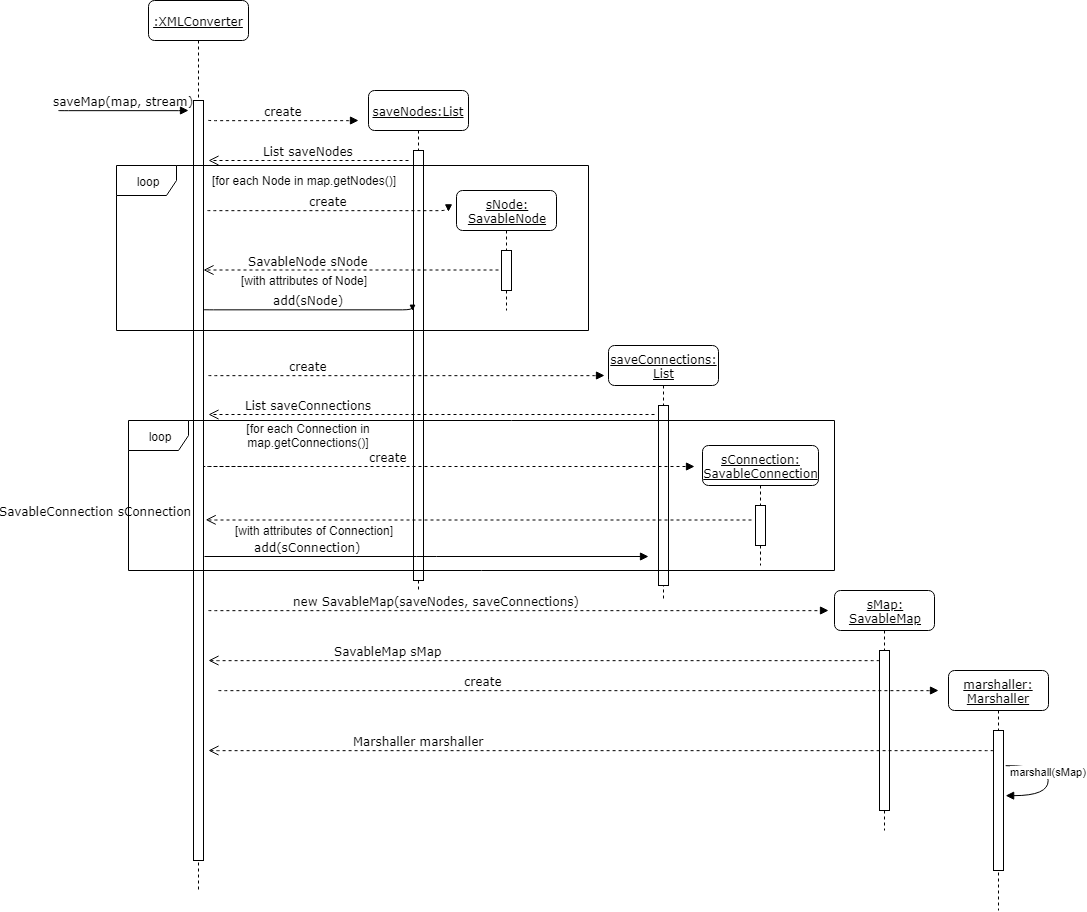 :XMLConverter
saveMap(map, stream)
create
saveNodes:List
List saveNodes
loop
[for each Node in map.getNodes()]
create
sNode:
SavableNode
SavableNode sNode
[with attributes of Node]
add(sNode)
create
saveConnections:
List
List saveConnections
loop
[for each Connection in
map.getConnections()]
create
sConnection:
SavableConnection
SavableConnection sConnection
[with attributes of Connection]
add(sConnection)
new SavableMap(saveNodes, saveConnections)
sMap:
SavableMap
SavableMap sMap
create
marshaller:
Marshaller
Marshaller marshaller
marshall(sMap)